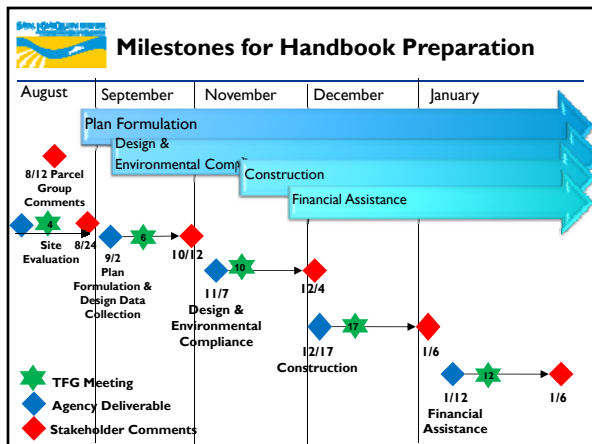 Milestones for Handbook Preparation
August
September
November
December
January
Plan Formulation
Design &
Environmental Compli
Construction
Financial Assistance
8/12 Parcel
Group
Comments
4
Site
Evaluation
8/24
6
9/2
Plan
Formulation &
Design Data
Collection
10/12
10
11/7
Design &
Environmental
Compliance
12/4
17
12/17
Construction
1/6
12
1/12
Financial
Assistance
1/6
TFG Meeting
Agency Deliverable
Stakeholder Comments